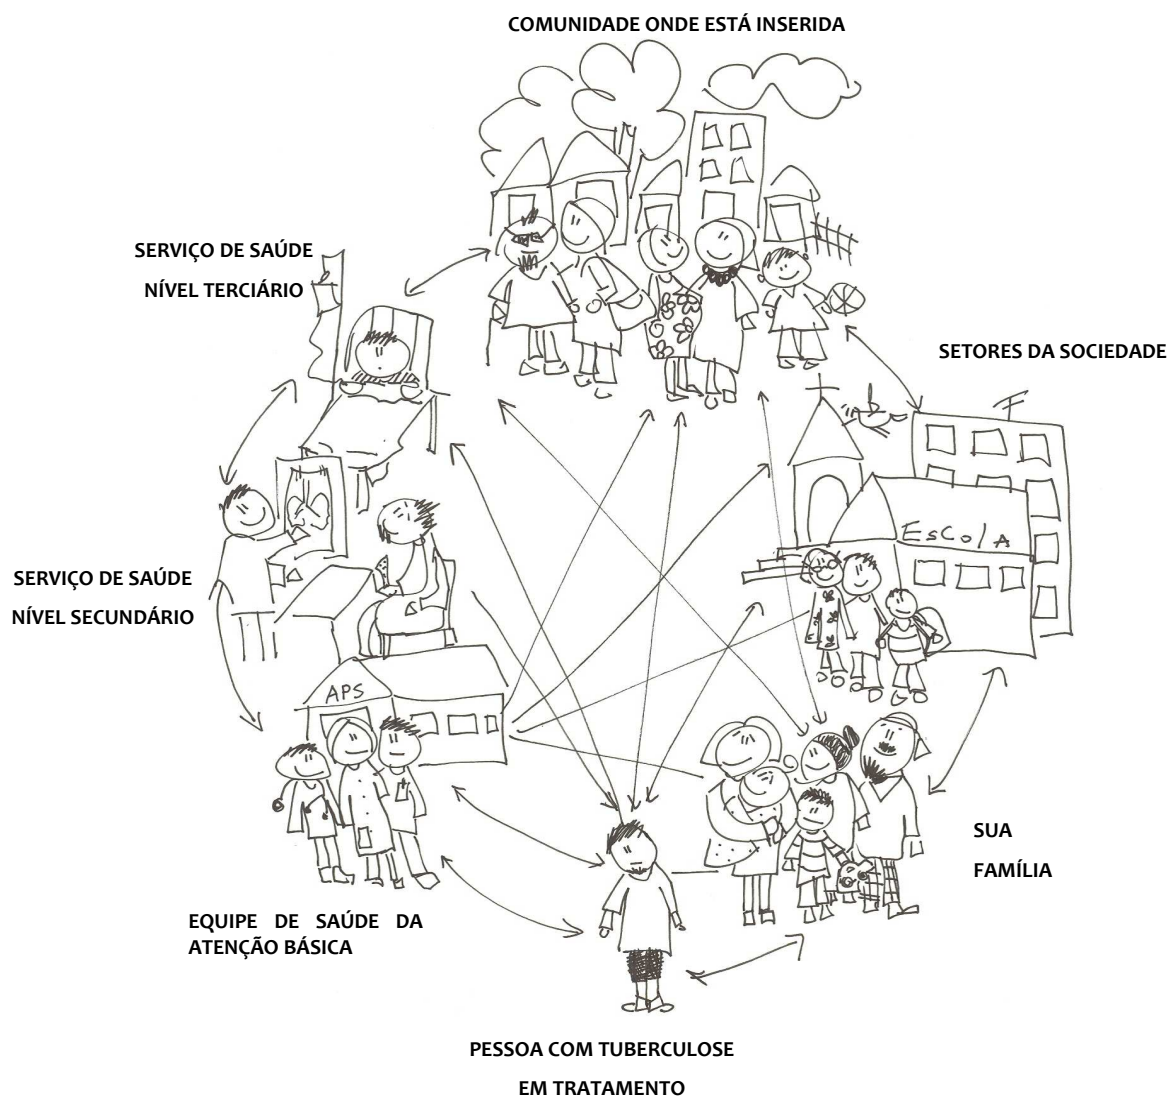 COMUNIDADE ONDE ESTÁ INSERIDA
SERVIÇO DE SAÚDE
NÍVEL TERCIÁRIO
SETORES DA SOCIEDADE
EsColA
SERVIÇO DE SAÚDE
NÍVEL SECUNDÁRIO
APS
SUA
FAMÍLIA
EQUIPE DE SAÚDE DA
ATENÇÃO BÁSICA
PESSOA COM TUBERCULOSE
EM TRATAMENTO